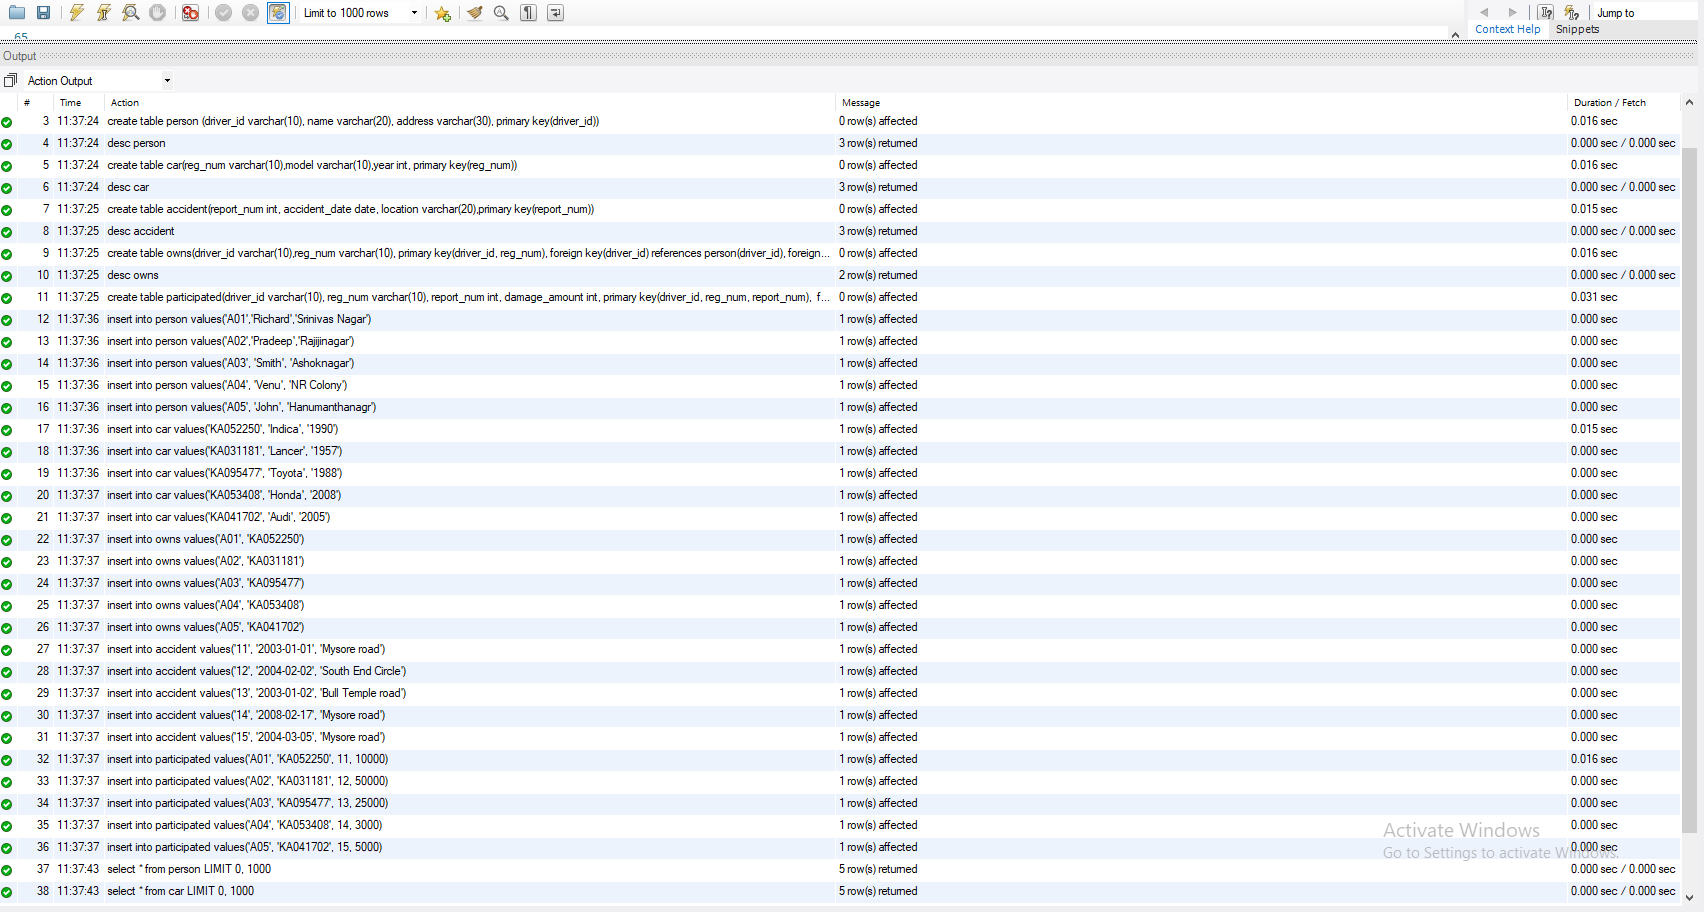 Limit to 1000 rows
Jump to
65
Context Help Snippets
Output
Action Output
# Time Action Message Duration / Fetch
3 11:37:24 create table person (driver_id varchar(10), name varchar(20), address varchar(30), primary key(driver_id)) 0 row(s) affected 0.016 sec
4 11:37:24 desc person 3 row(s) returned 0.000 sec / 0.000 sec
5 11:37:24 create table car(reg_num varchar(10),model varchar(10),year int, primary key(reg_num)) 0 row(s) affected 0.016 sec
6 11:37:24 desc car 3 row(s) returned 0.000 sec / 0.000 sec
7 11:37:25 create table accident(report_num int, accident_date date, location varchar(20),primary key(report_num)) 0 row(s) affected 0.015 sec
8 11:37:25 desc accident 3 row(s) returned 0.000 sec / 0.000 sec
9 11:37:25 create table owns(driver_id varchar(10),reg_num varchar(10), primary key(driver_id, reg_num), foreign key(driver_id) references person(driver_id), foreign... 0 row(s) affected 0.016 sec
10 11:37:25 desc owns 2 row(s) returned 0.000 sec / 0.000 sec
11 11:37:25 create table participated(driver_id varchar(10), reg_num varchar(10), report_num int, damage_amount int, primary key(driver_id, reg_num, report_num), f... 0 row(s) affected 0.031 sec
12 11:37:36 insert into person values('A01','Richard','Srinivas Nagar') 1 row(s) affected 0.000 sec
13 11:37:36 insert into person values('A02','Pradeep','Rajijinagar') 1 row(s) affected 0.000 sec
14 11:37:36 insert into person values('A03', 'Smith', 'Ashoknagar') 1 row(s) affected 0.000 sec
15 11:37:36 insert into person values('A04', 'Venu', 'NR Colony') 1 row(s) affected 0.000 sec
16 11:37:36 insert into person values('A05', 'John', 'Hanumanthanagr') 1 row(s) affected 0.000 sec
17 11:37:36 insert into car values('KA052250', 'Indica', '1990') 1 row(s) affected 0.015 sec
18 11:37:36 insert into car values('KA031181', 'Lancer', '1957') 1 row(s) affected 0.000 sec
19 11:37:36 insert into car values('KA095477', 'Toyota', '1988') 1 row(s) affected 0.000 sec
20 11:37:37 insert into car values('KA053408', 'Honda', '2008') 1 row(s) affected 0.000 sec
21 11:37:37 insert into car values('KA041702', 'Audi', '2005') 1 row(s) affected 0.000 sec
22 11:37:37 insert into owns values('A01', 'KA052250') 1 row(s) affected 0.000 sec
23 11:37:37 insert into owns values('A02', 'KA031181') 1 row(s) affected 0.000 sec
24 11:37:37 insert into owns values('A03', 'KA095477') 1 row(s) affected 0.000 sec
25 11:37:37 insert into owns values('A04', 'KA053408') 1 row(s) affected 0.000 sec
26 11:37:37 insert into owns values('A05', 'KA041702') 1 row(s) affected 0.000 sec
27 11:37:37 insert into accident values('11', '2003-01-01', 'Mysore road') 1 row(s) affected 0.000 sec
28 11:37:37 insert into accident values('12', '2004-02-02', 'South End Circle') 1 row(s) affected 0.000 sec
29 11:37:37 insert into accident values('13', '2003-01-02', 'Bull Temple road') 1 row(s) affected 0.000 sec
30 11:37:37 insert into accident values('14', '2008-02-17', 'Mysore road') 1 row(s) affected 0.000 sec
31 11:37:37 insert into accident values('15', '2004-03-05', 'Mysore road') 1 row(s) affected 0.000 sec
32 11:37:37 insert into participated values('A01', 'KA052250', 11, 10000) 1 row(s) affected 0.016 sec
33 11:37:37 insert into participated values('A02', 'KA031181', 12, 50000) 1 row(s) affected 0.000 sec
34 11:37:37 insert into participated values('A03', 'KA095477', 13, 25000) 1 row(s) affected 0.000 sec
35 11:37:37 insert into participated values('A04', 'KA053408', 14, 3000) 1 row(s) affected 0.000 sec
Activate Windows
36 11:37:37 insert into participated values('A05', 'KA041702', 15, 5000) 1 row(s) affected 0.000 sec
Go to Settings to activate Windows.
37 11:37:43 select * from person LIMIT 0, 1000 5 row(s) returned 0.000 sec / 0.000 sec
38 11:37:43 select * from car LIMIT 0, 1000 5 row(s) returned 0.000 sec / 0.000 sec